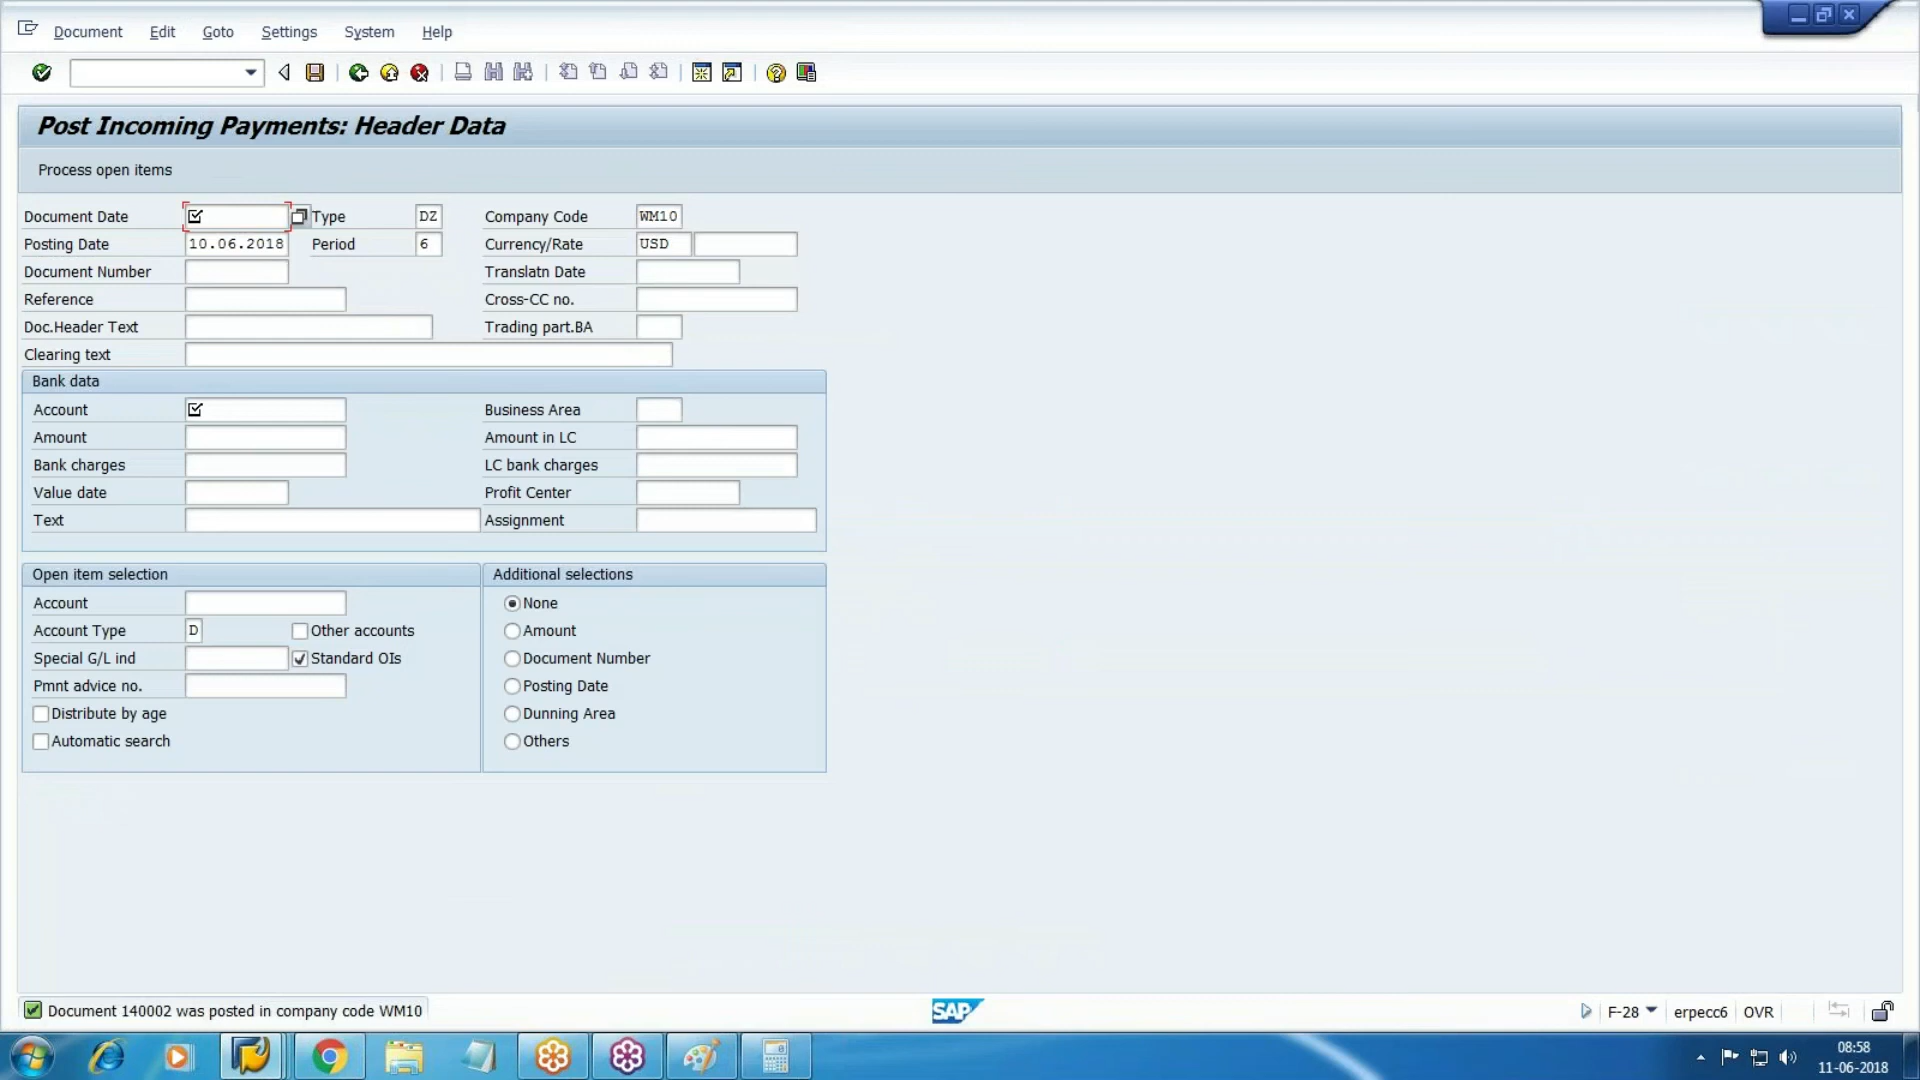 Document Edit Goto Settings System Help
Post Incoming Payments: Header Data
Process open items
Document Date Type DZ Company Code WM10
Posting Date 10.06.2018 Period 6 Currency/Rate USD
Document Number Translatn Date
Reference Cross-CC no.
Doc.Header Text Trading part.BA
Clearing text
Bank data
Account Business Area
Amount Amount in LC
Bank charges LC bank charges
Value date Profit Center
Text Assignment
Open item selection Additional selections
Account None
Account Type D Other accounts Amount
Special G/L ind Standard OIs Document Number
Pmnt advice no. Posting Date
Distribute by age Dunning Area
Automatic search Others
Document 140002 was posted in company code WM10 SAP F-28 erpecc6 OVR
08:58
11-06-2018